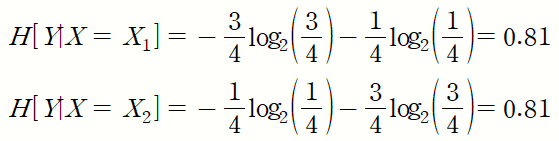 H[Y|X = X₁] = − 3/4 log₂(3/4) − 1/4 log₂(1/4) = 0.81
H[Y|X = X₂] = − 1/4 log₂(1/4) − 3/4 log₂(3/4) = 0.81